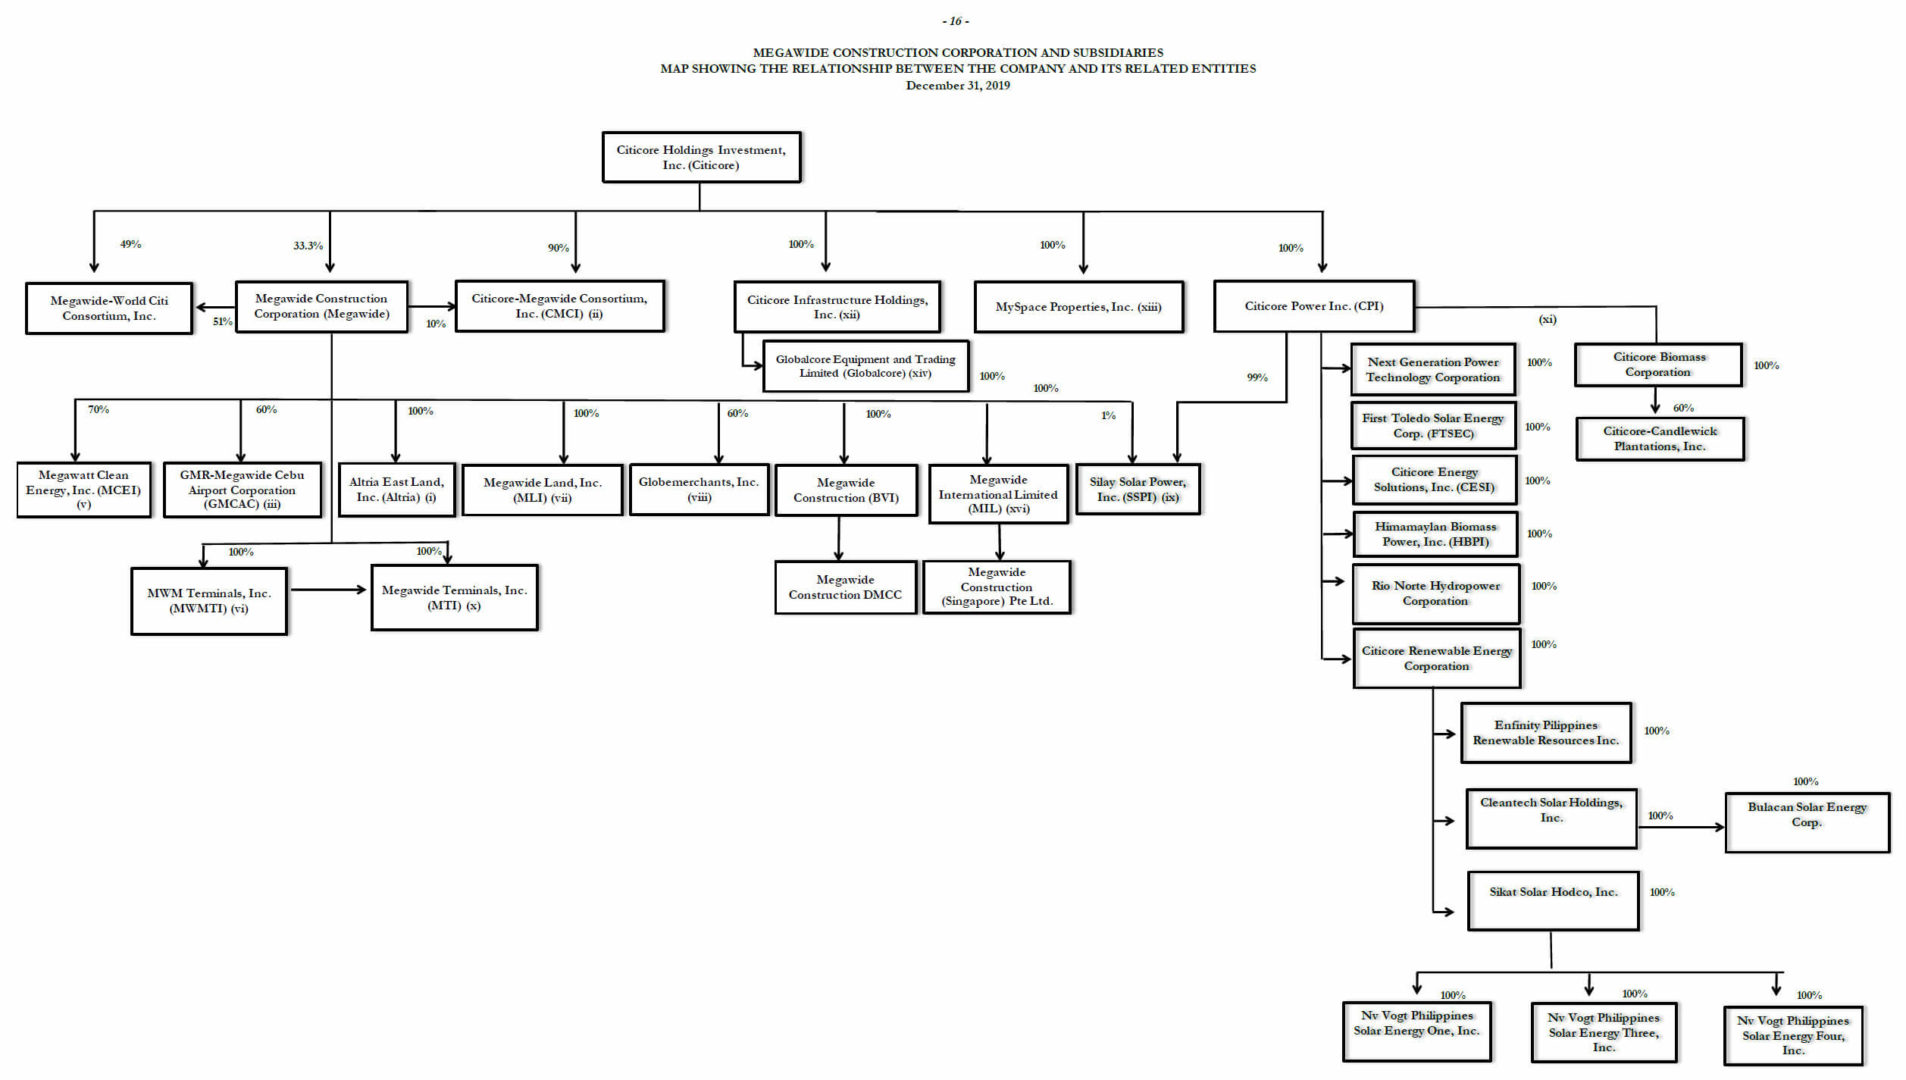 - 16 -
MEGAWIDE CONSTRUCTION CORPORATION AND SUBSIDIARIES
MAP SHOWING THE RELATIONSHIP BETWEEN THE COMPANY AND ITS RELATED ENTITIES
December 31, 2019
Citicore Holdings Investment,
Inc. (Citicore)
49%
33.3%
90%
100%
100%
100%
Megawide-World Citi
Consortium, Inc.
51%
Megawide Construction
Corporation (Megawide)
10%
Citicore-Megawide Consortium,
Inc. (CMCI) (ii)
Citicore Infrastructure Holdings,
Inc. (xii)
MySpace Properties, Inc. (xiii)
Citicore Power Inc. (CPI)
(xi)
Globalcore Equipment and Trading
Limited (Globalcore) (xiv)
100%
100%
99%
Next Generation Power
Technology Corporation
100%
Citicore Biomass
Corporation
100%
60%
First Toledo Solar Energy
Corp. (FTSEC)
100%
Citicore-Candlewick
Plantations, Inc.
Citicore Energy
Solutions, Inc. (CESI)
100%
Himamaylan Biomass
Power, Inc. (HBPI)
100%
Rio Norte Hydropower
Corporation
100%
Citicore Renewable Energy
Corporation
100%
70%
60%
100%
100%
60%
100%
1%
Megawatt Clean
Energy, Inc. (MCEI)
(v)
GMR-Megawide Cebu
Airport Corporation
(GMCAC) (iii)
Altria East Land,
Inc. (Altria) (i)
Megawide Land, Inc.
(MLI) (vii)
Globemerchants, Inc.
(viii)
Megawide
Construction (BVI)
Megawide
International Limited
(MIL) (xvi)
Silay Solar Power,
Inc. (SSPI) (ix)
100%
100%
MWM Terminals, Inc.
(MWMTI) (vi)
Megawide Terminals, Inc.
(MTI) (x)
Megawide
Construction DMCC
Megawide
Construction
(Singapore) Pte Ltd.
Enfinity Pilippines
Renewable Resources Inc.
100%
Cleantech Solar Holdings,
Inc.
100%
100%
Bulacan Solar Energy
Corp.
Sikat Solar Hodco, Inc.
100%
100%
100%
100%
Nv Vogt Philippines
Solar Energy One, Inc.
Nv Vogt Philippines
Solar Energy Three,
Inc.
Nv Vogt Philippines
Solar Energy Four,
Inc.